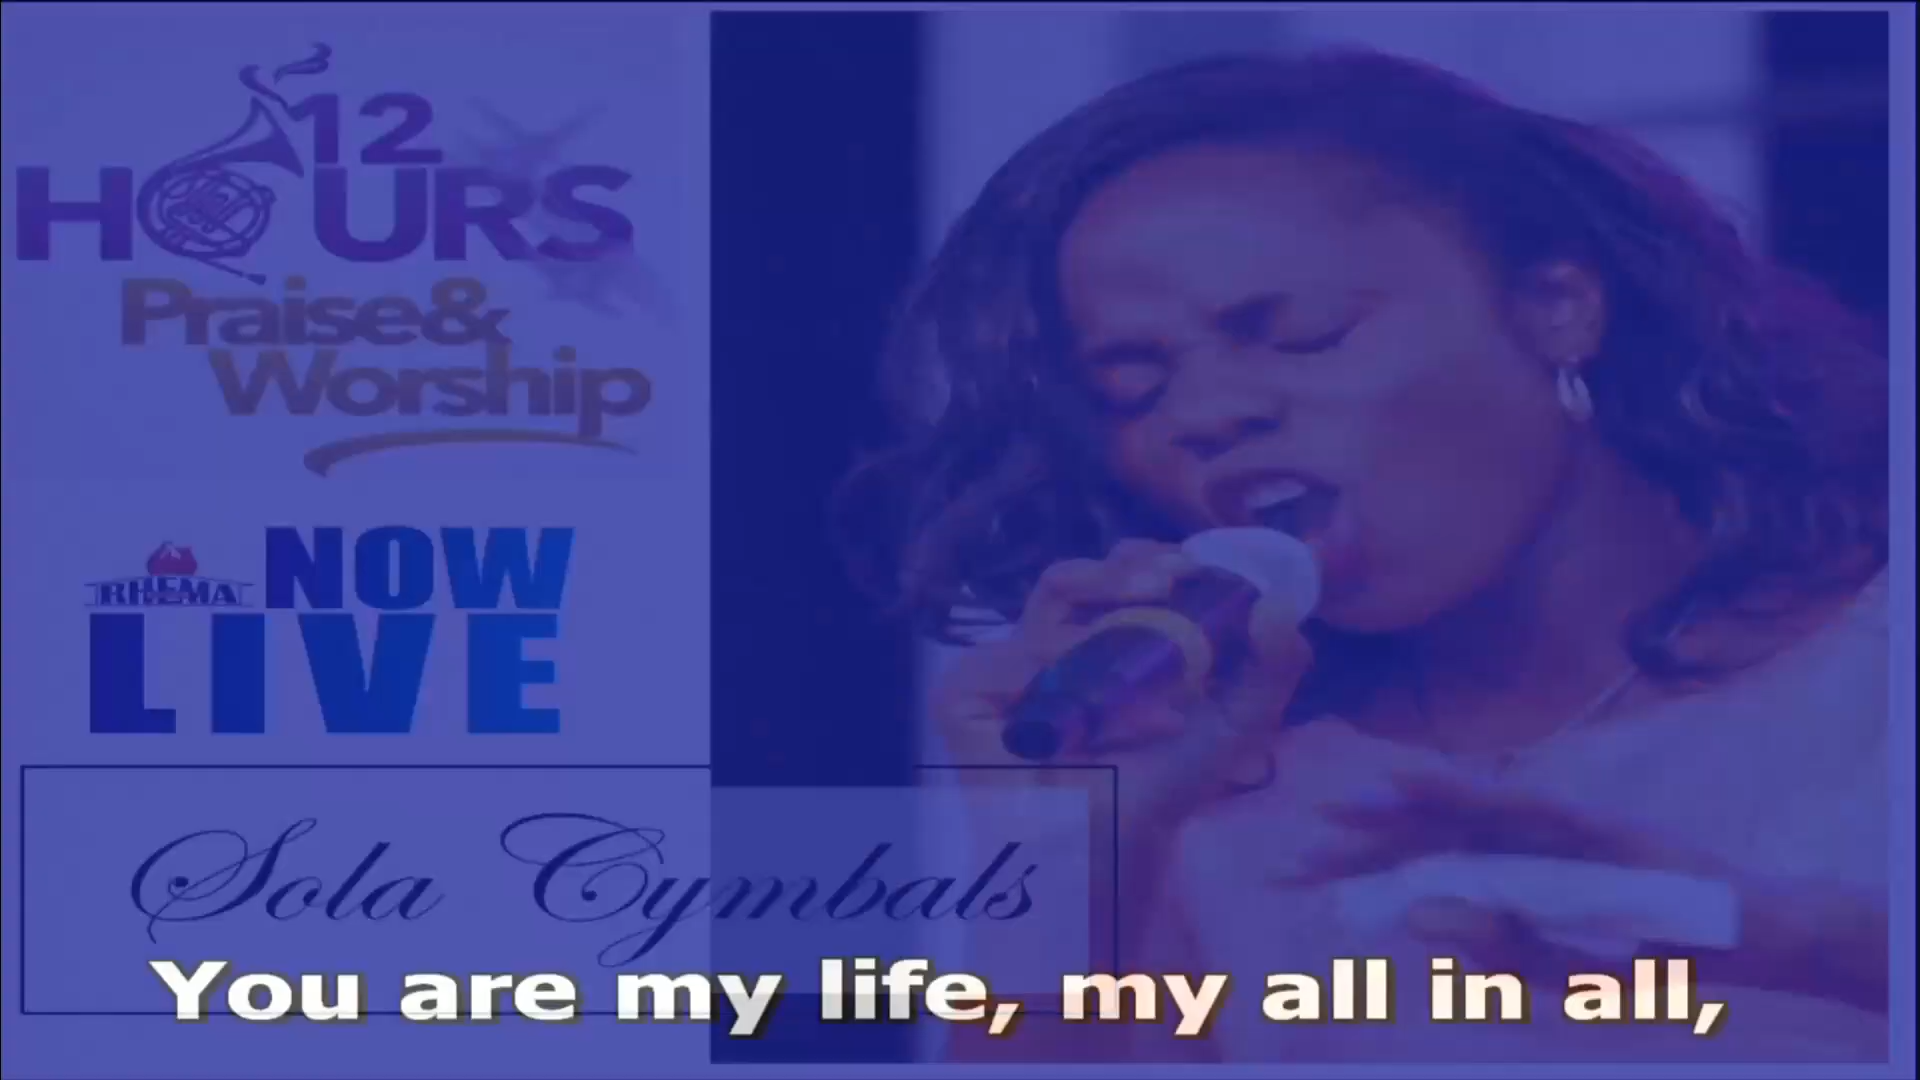 12
HOURS
Praise&
Worship
RHEMA NOW
LIVE
Sola Cymbals
You are my life, my all in all,